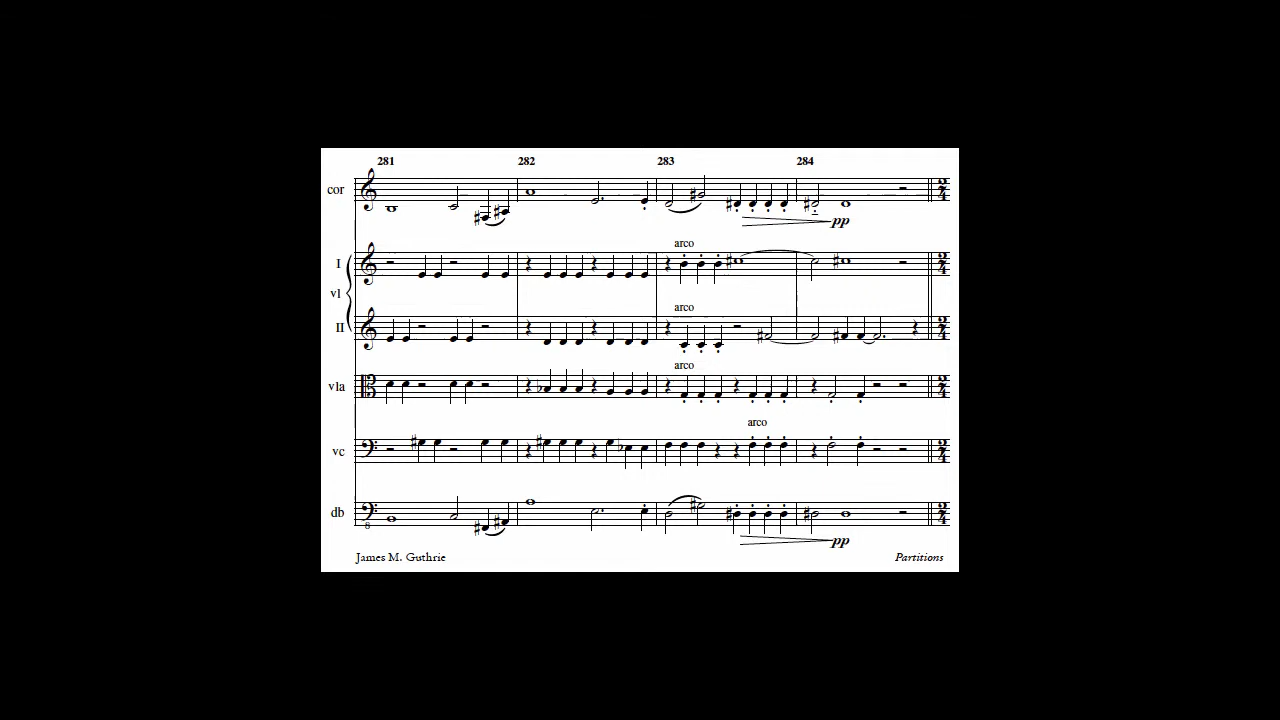 281 282 283 284
cor
pp
arco
I
vl
arco
II
arco
vla
arco
vc
db
8
pp
James M. Guthrie Partitions